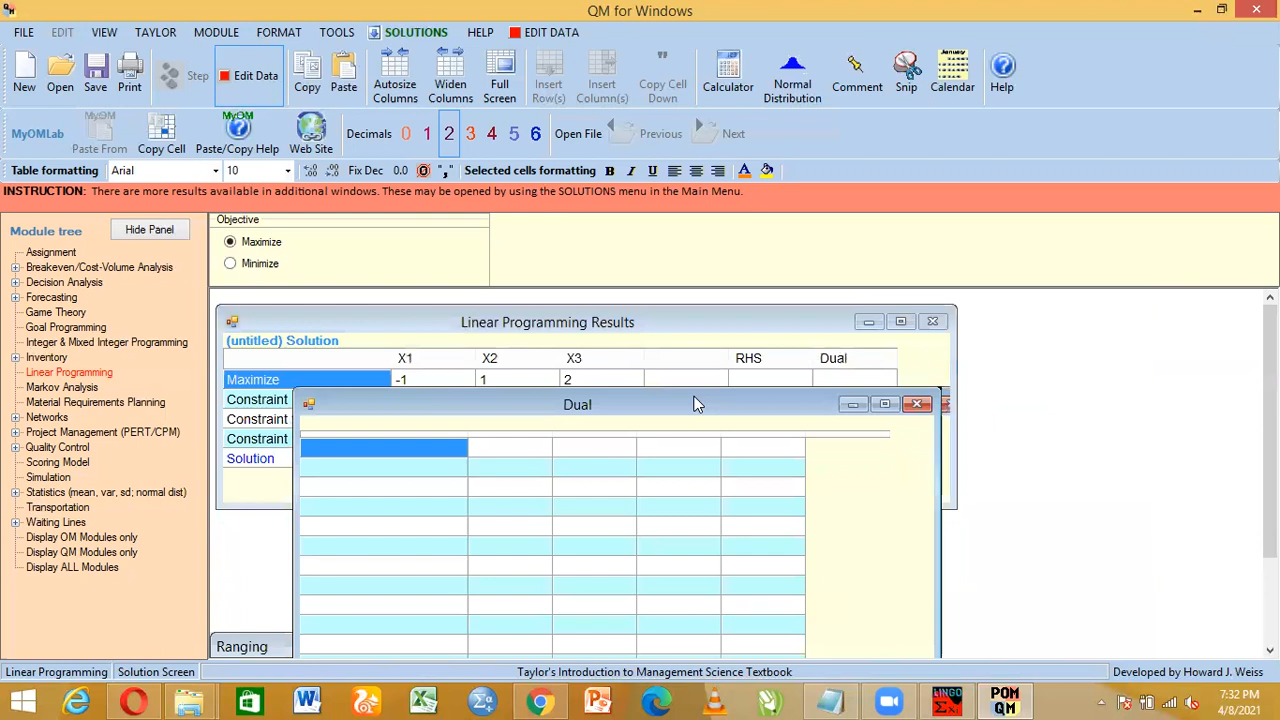 QM for Windows
FILE EDIT VIEW TAYLOR MODULE FORMAT TOOLS SOLUTIONS HELP EDIT DATA
New Open Save Print Step Edit Data Copy Paste Autosize Columns Widen Columns Full Screen Insert Row(s) Insert Column(s) Copy Cell Down Calculator Normal Distribution Comment Snip January Calendar Help
MyOMLab MyOM Paste From Copy Cell MyOM Paste/Copy Help Web Site Decimals 0 1 2 3 4 5 6 Open File Previous Next
Table formatting Arial 10 Fix Dec 0.0 Selected cells formatting B I U A
INSTRUCTION: There are more results available in additional windows. These may be opened by using the SOLUTIONS menu in the Main Menu.
Module tree Hide Panel
Assignment
Breakeven/Cost-Volume Analysis
Decision Analysis
Forecasting
Game Theory
Goal Programming
Integer & Mixed Integer Programming
Inventory
Linear Programming
Markov Analysis
Material Requirements Planning
Networks
Project Management (PERT/CPM)
Quality Control
Scoring Model
Simulation
Statistics (mean, var, sd; normal dist)
Transportation
Waiting Lines
Display OM Modules only
Display QM Modules only
Display ALL Modules
Objective
Maximize
Minimize
Linear Programming Results
(untitled) Solution
X1 X2 X3 RHS Dual
Maximize -1 1 2
Constraint
Constraint
Constraint
Solution
Dual
Ranging
Linear Programming Solution Screen Taylor's Introduction to Management Science Textbook Developed by Howard J. Weiss
LINGO
POM QM
7:32 PM
4/8/2021